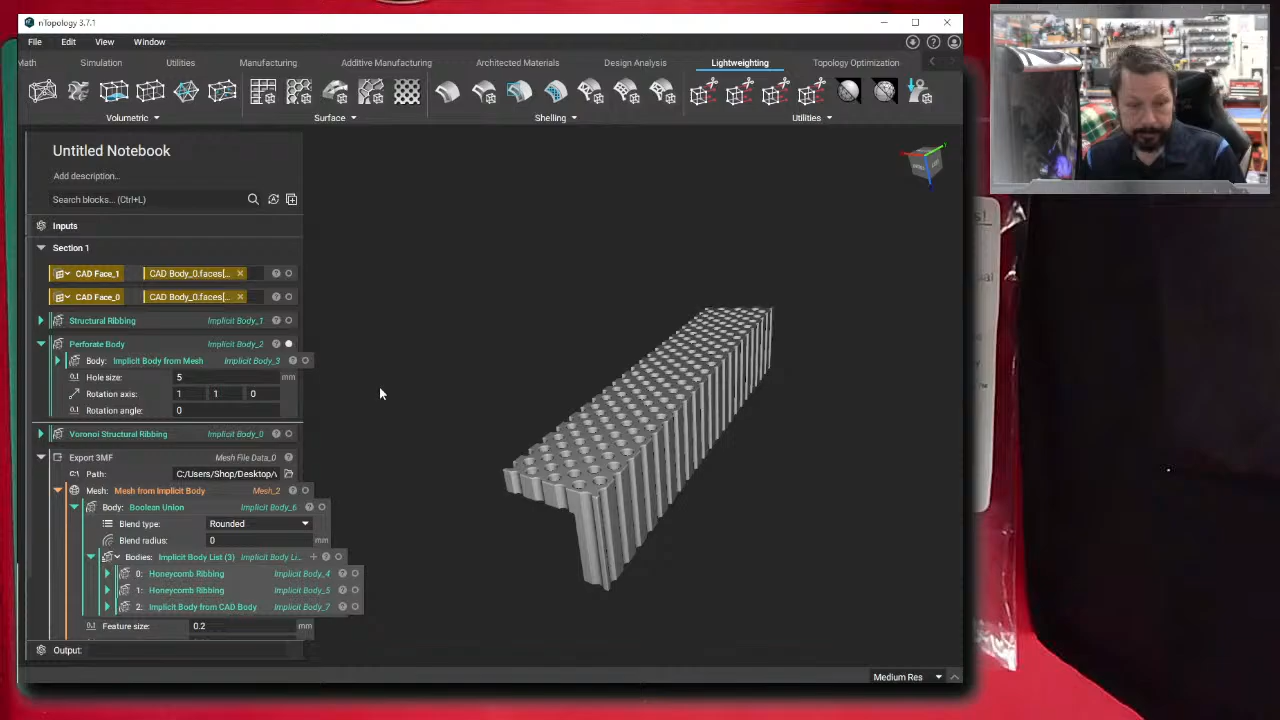 nTopology 3.7.1
File Edit View Window
Math Simulation Utilities Manufacturing Additive Manufacturing Architected Materials Design Analysis Lightweighting Topology Optimization
Volumetric Surface Shelling Utilities
Untitled Notebook
Add description...
Search blocks... (Ctrl+L)
Inputs
Section 1
CAD Face_1 CAD Body_0.faces[...
CAD Face_0 CAD Body_0.faces[...
Structural Ribbing Implicit Body_1
Perforate Body Implicit Body_2
Body: Implicit Body from Mesh Implicit Body_3
Hole size: 5 mm
Rotation axis: 1 1 0
Rotation angle: 0
Voronoi Structural Ribbing Implicit Body_0
Export 3MF Mesh File Data_0
Path: C:/Users/Shop/Desktop/
Mesh: Mesh from Implicit Body Mesh_2
Body: Boolean Union Implicit Body_6
Blend type: Rounded
Blend radius: 0 mm
Bodies: Implicit Body List (3) Implicit Body Li...
0: Honeycomb Ribbing Implicit Body_4
1: Honeycomb Ribbing Implicit Body_5
2: Implicit Body from CAD Body Implicit Body_7
Feature size: 0.2 mm
Output:
Medium Res